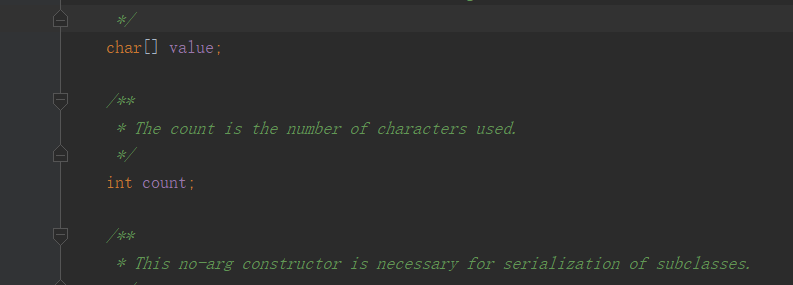 */
char[] value;
/**
* The count is the number of characters used.
*/
int count;
/**
* This no-arg constructor is necessary for serialization of subclasses.